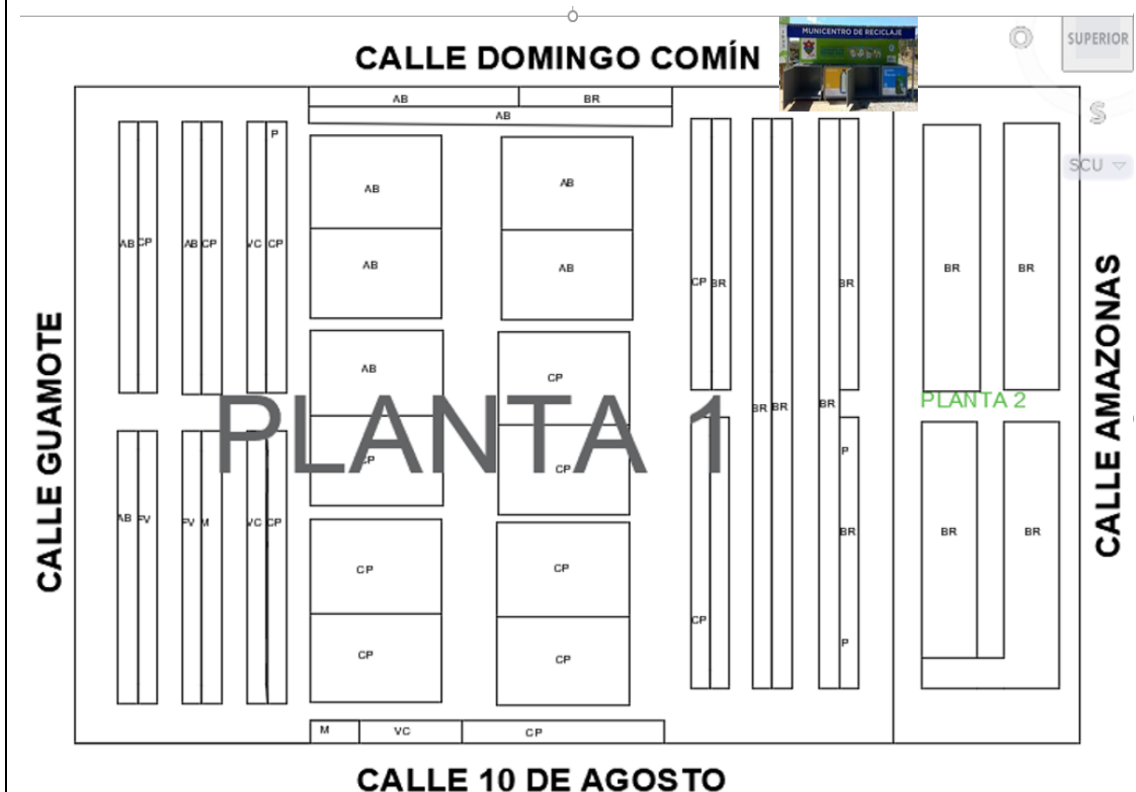 MUNICENTRO DE RECICLAJE
SUPERIOR
CALLE DOMINGO COMÍN
S
AB BR
AB
SCU
P
AB AB
AB CP AB CP VC CP
AB AB
CP BR BR BR BR
CALLE GUAMOTE
CALLE AMAZONAS
AB CP
PLANTA 1
PLANTA 2
BR BR BR
CP CP
P
AB FV FV M VC CP
BR BR BR
CP CP
CP P
CP CP
M VC CP
CALLE 10 DE AGOSTO